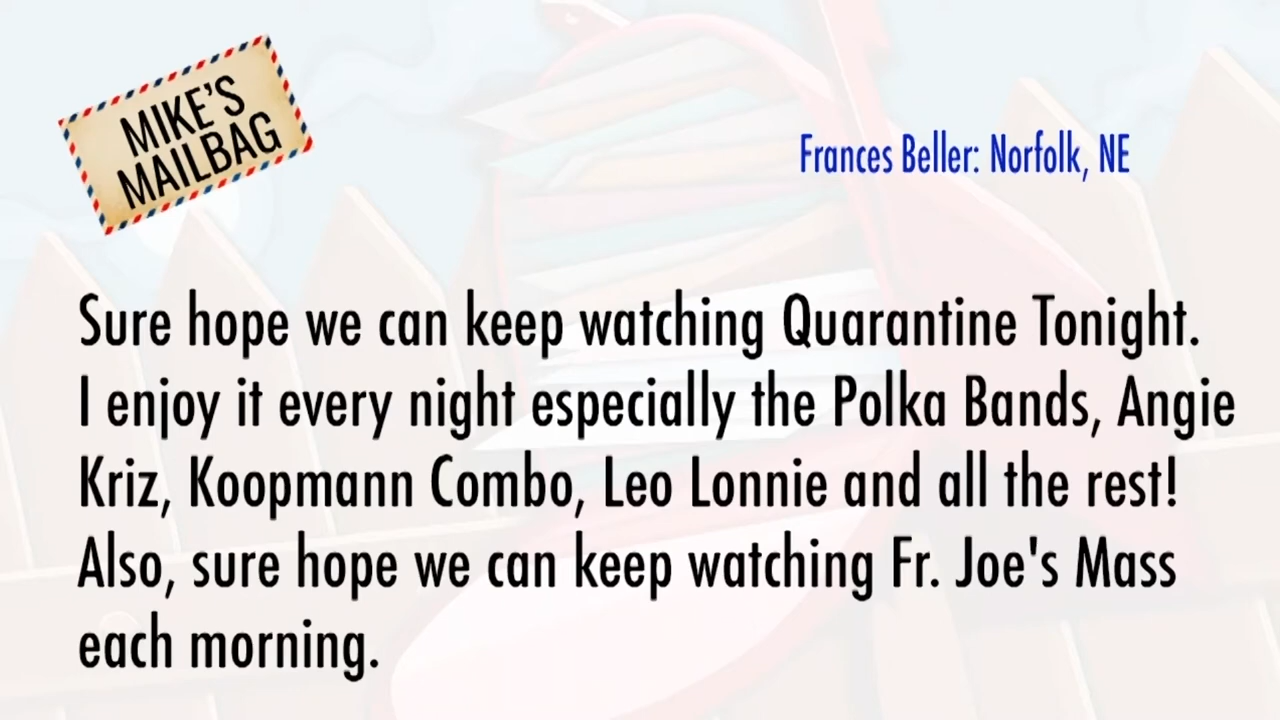 MIKE'S
MAILBAG
Frances Beller: Norfolk, NE
Sure hope we can keep watching Quarantine Tonight.
I enjoy it every night especially the Polka Bands, Angie
Kriz, Koopmann Combo, Leo Lonnie and all the rest!
Also, sure hope we can keep watching Fr. Joe's Mass
each morning.